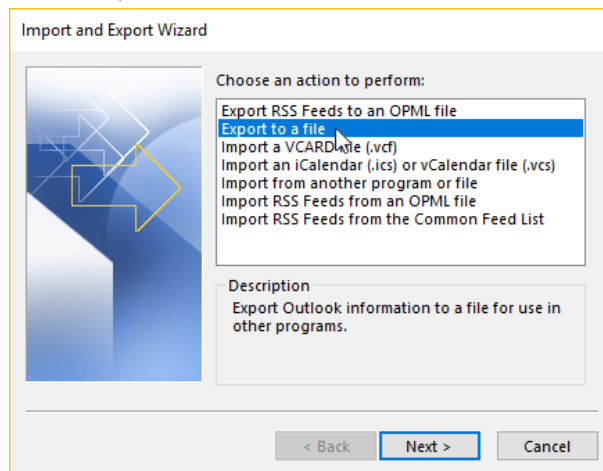 Import and Export Wizard
Choose an action to perform:
Export RSS Feeds to an OPML file
Export to a file
Import a VCARD file (.vcf)
Import an iCalendar (.ics) or vCalendar file (.vcs)
Import from another program or file
Import RSS Feeds from an OPML file
Import RSS Feeds from the Common Feed List
Description
Export Outlook information to a file for use in
other programs.
< Back Next > Cancel